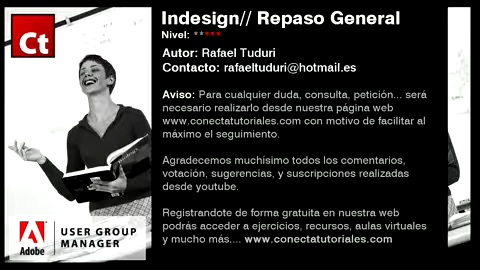 Ct
Indesign// Repaso General
Nivel: *****
Autor: Rafael Tuduri
Contacto: rafaeltuduri@hotmail.es
Aviso: Para cualquier duda, consulta, petición... será
necesario realizarlo desde nuestra página web
www.conectatutoriales.com con motivo de facilitar al
máximo el seguimiento.
Agradecemos muchísimo todos los comentarios,
votación, sugerencias, y suscripciones realizadas
desde youtube.
Registrandote de forma gratuita en nuestra web
podrás acceder a ejercicios, recursos, aulas virtuales
y mucho más.... www.conectatutoriales.com
Adobe
USER GROUP
MANAGER